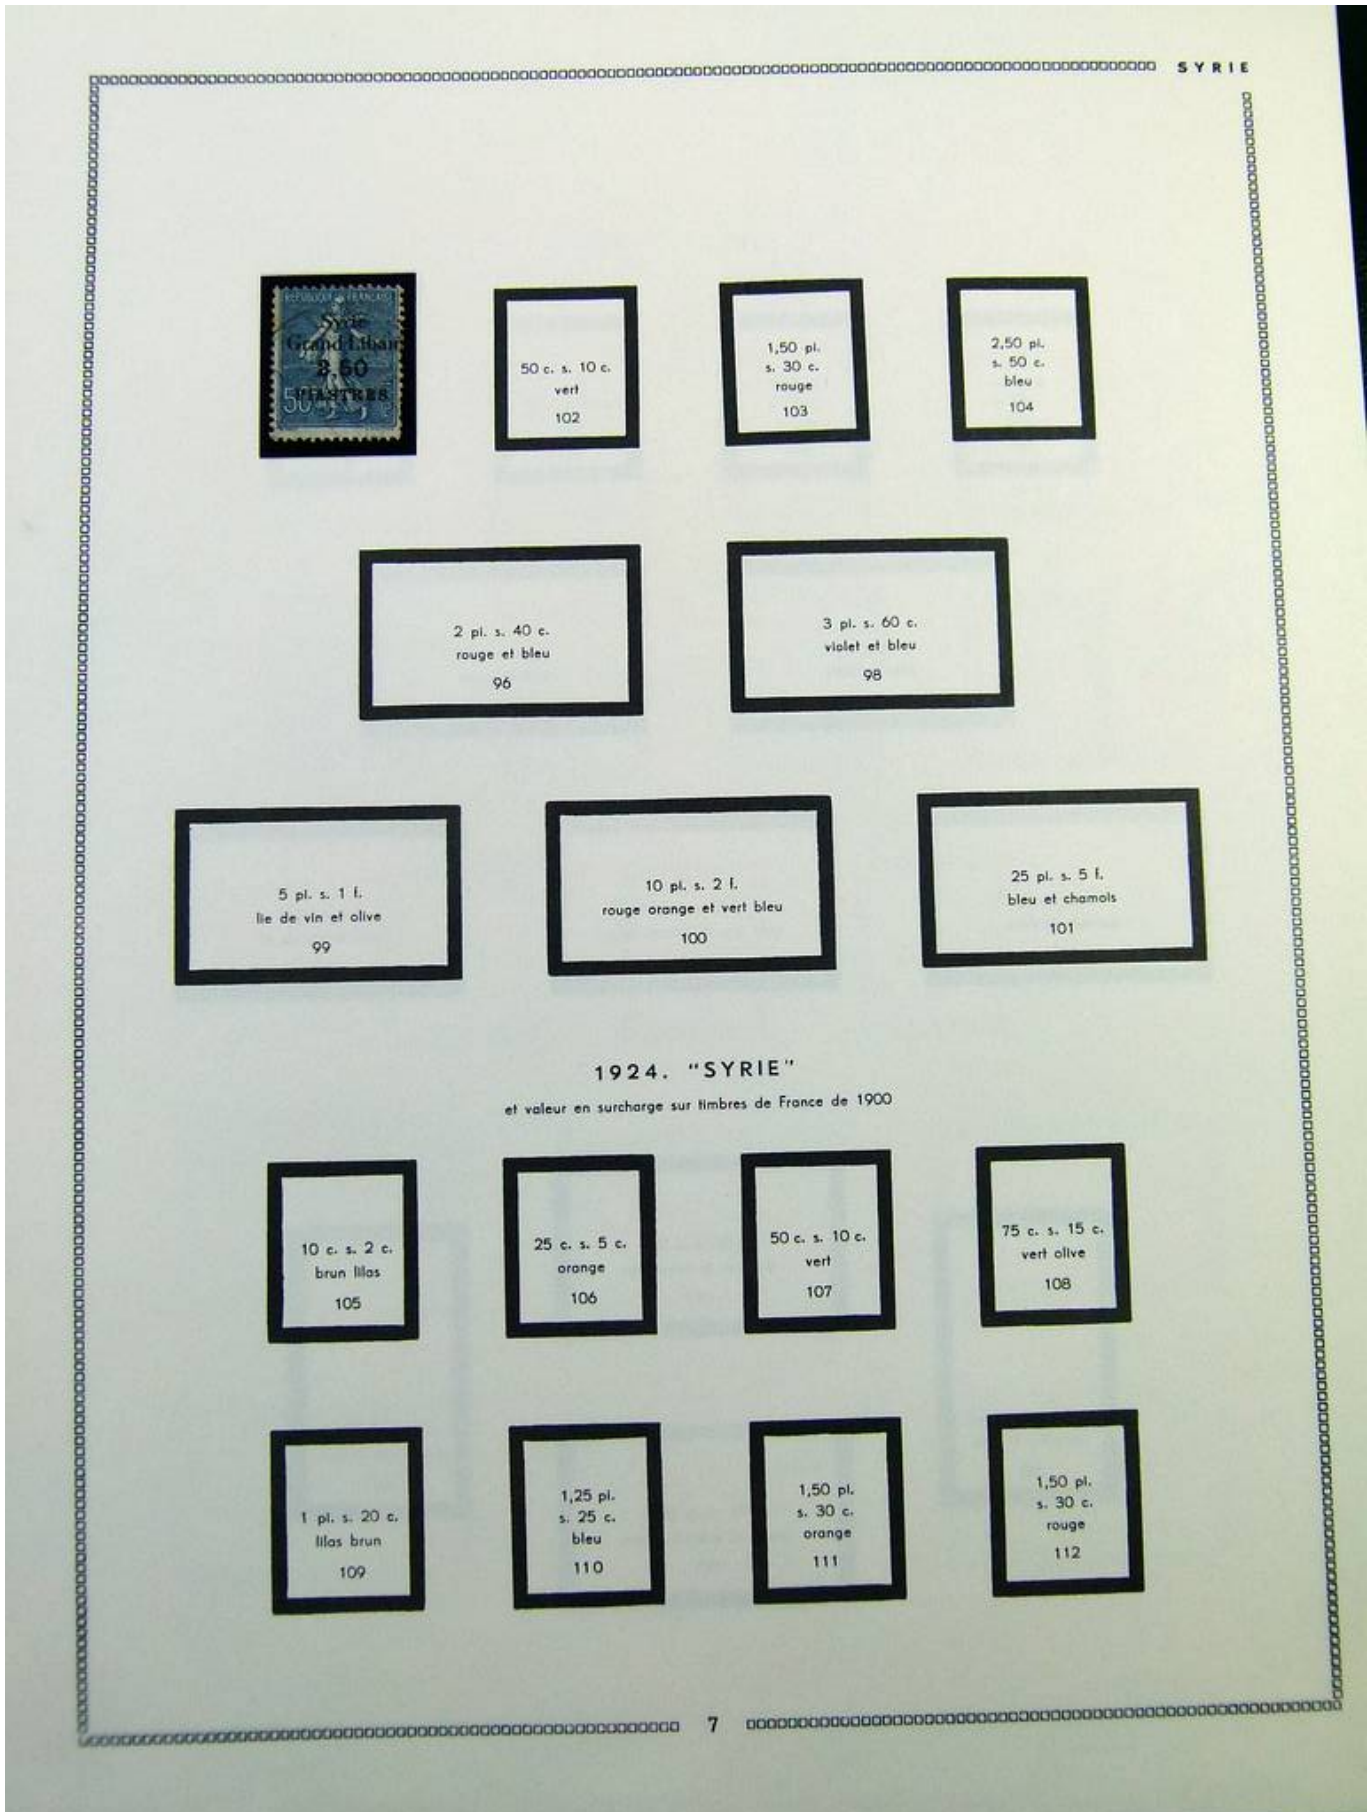 SYRIE
REPUBLIQUE FRANÇAIS
Syrie
Grand Liban
2.50
PIASTRES
50
50 c. s. 10 c.
vert
102
1,50 pi.
s. 30 c.
rouge
103
2,50 pi.
s. 50 c.
bleu
104
2 pi. s. 40 c.
rouge et bleu
96
3 pi. s. 60 c.
violet et bleu
98
5 pi. s. 1 f.
lie de vin et olive
99
10 pi. s. 2 f.
rouge orange et vert bleu
100
25 pi. s. 5 f.
bleu et chamois
101
1924. "SYRIE"
et valeur en surcharge sur timbres de France de 1900
10 c. s. 2 c.
brun lilas
105
25 c. s. 5 c.
orange
106
50 c. s. 10 c.
vert
107
75 c. s. 15 c.
vert olive
108
1 pi. s. 20 c.
lilas brun
109
1,25 pi.
s. 25 c.
bleu
110
1,50 pi.
s. 30 c.
orange
111
1,50 pi.
s. 30 c.
rouge
112
7